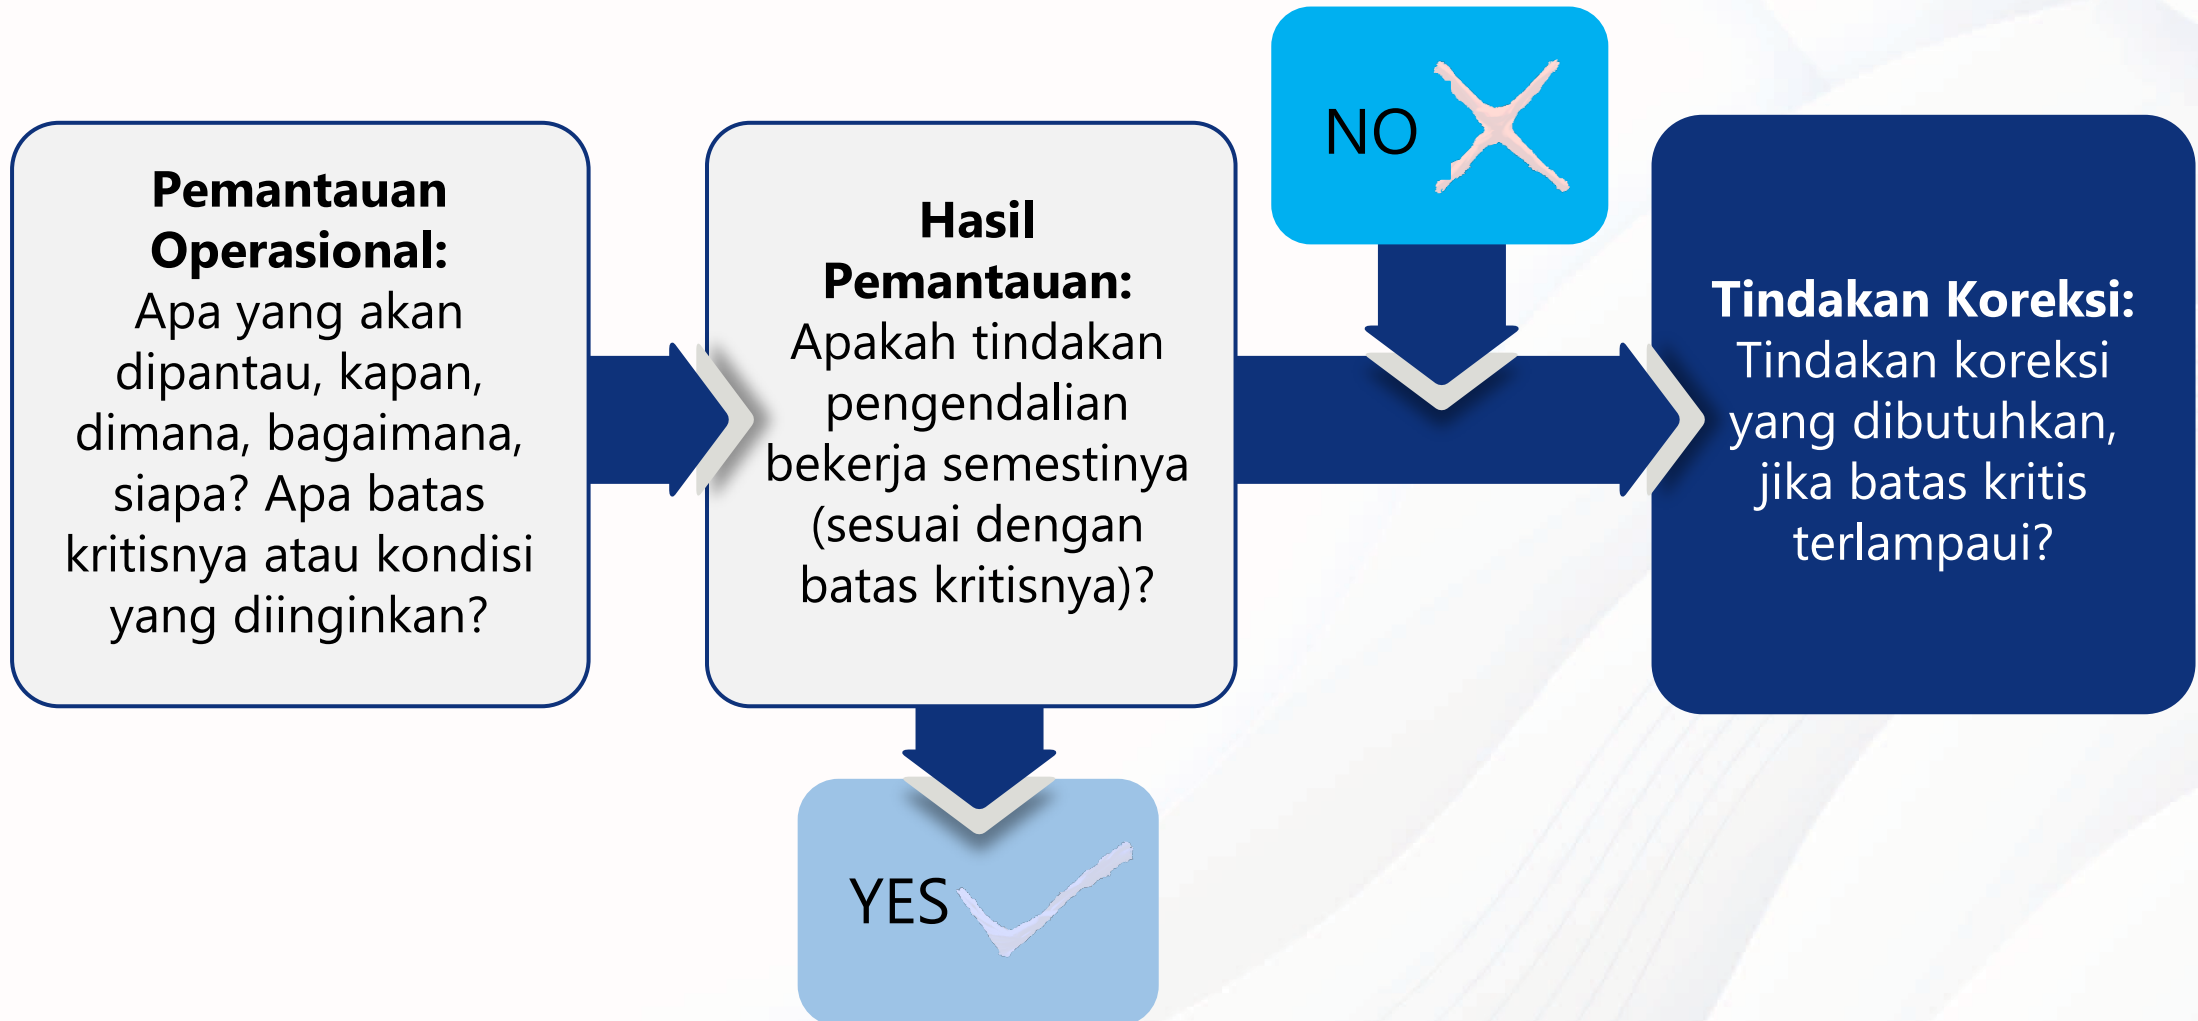 Pemantauan
Operasional:
Apa yang akan
dipantau, kapan,
dimana, bagaimana,
siapa? Apa batas
kritisnya atau kondisi
yang diinginkan?
Hasil
Pemantauan:
Apakah tindakan
pengendalian
bekerja semestinya
(sesuai dengan
batas kritisnya)?
NO
Tindakan Koreksi:
Tindakan koreksi
yang dibutuhkan,
jika batas kritis
terlampaui?
YES